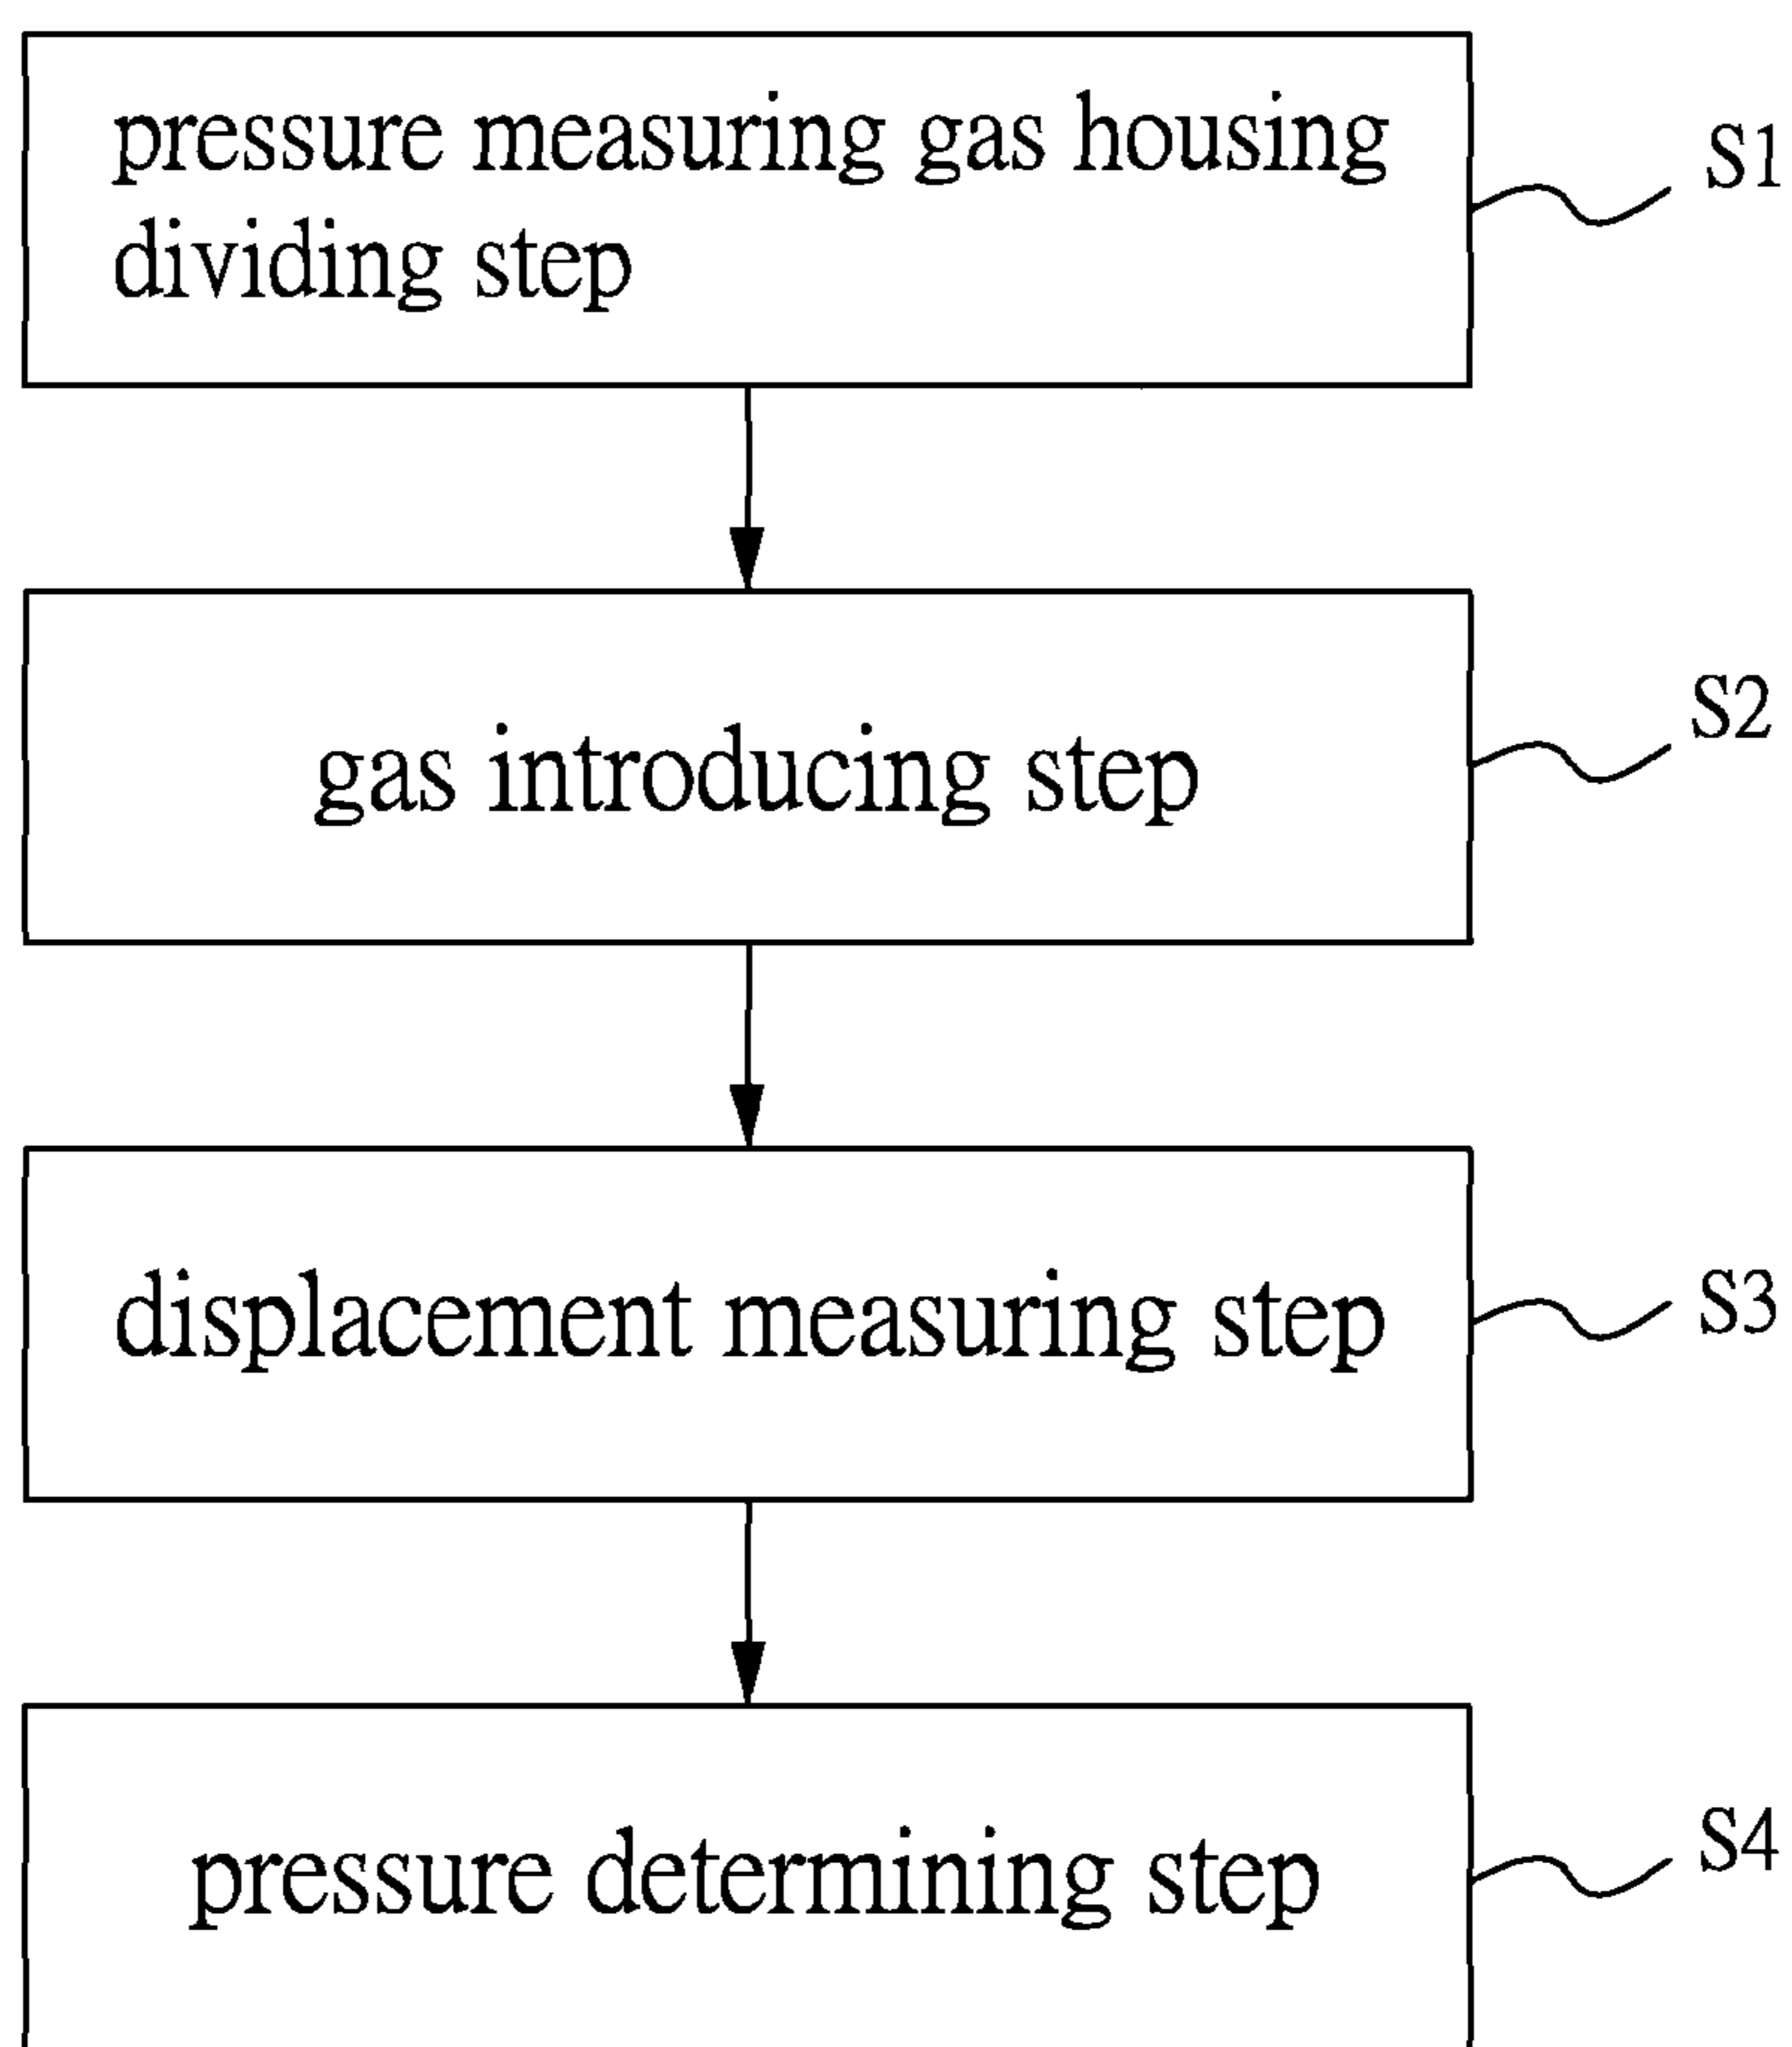 pressure measuring gas housing
dividing step
S1
gas introducing step
S2
displacement measuring step
S3
pressure determining step
S4